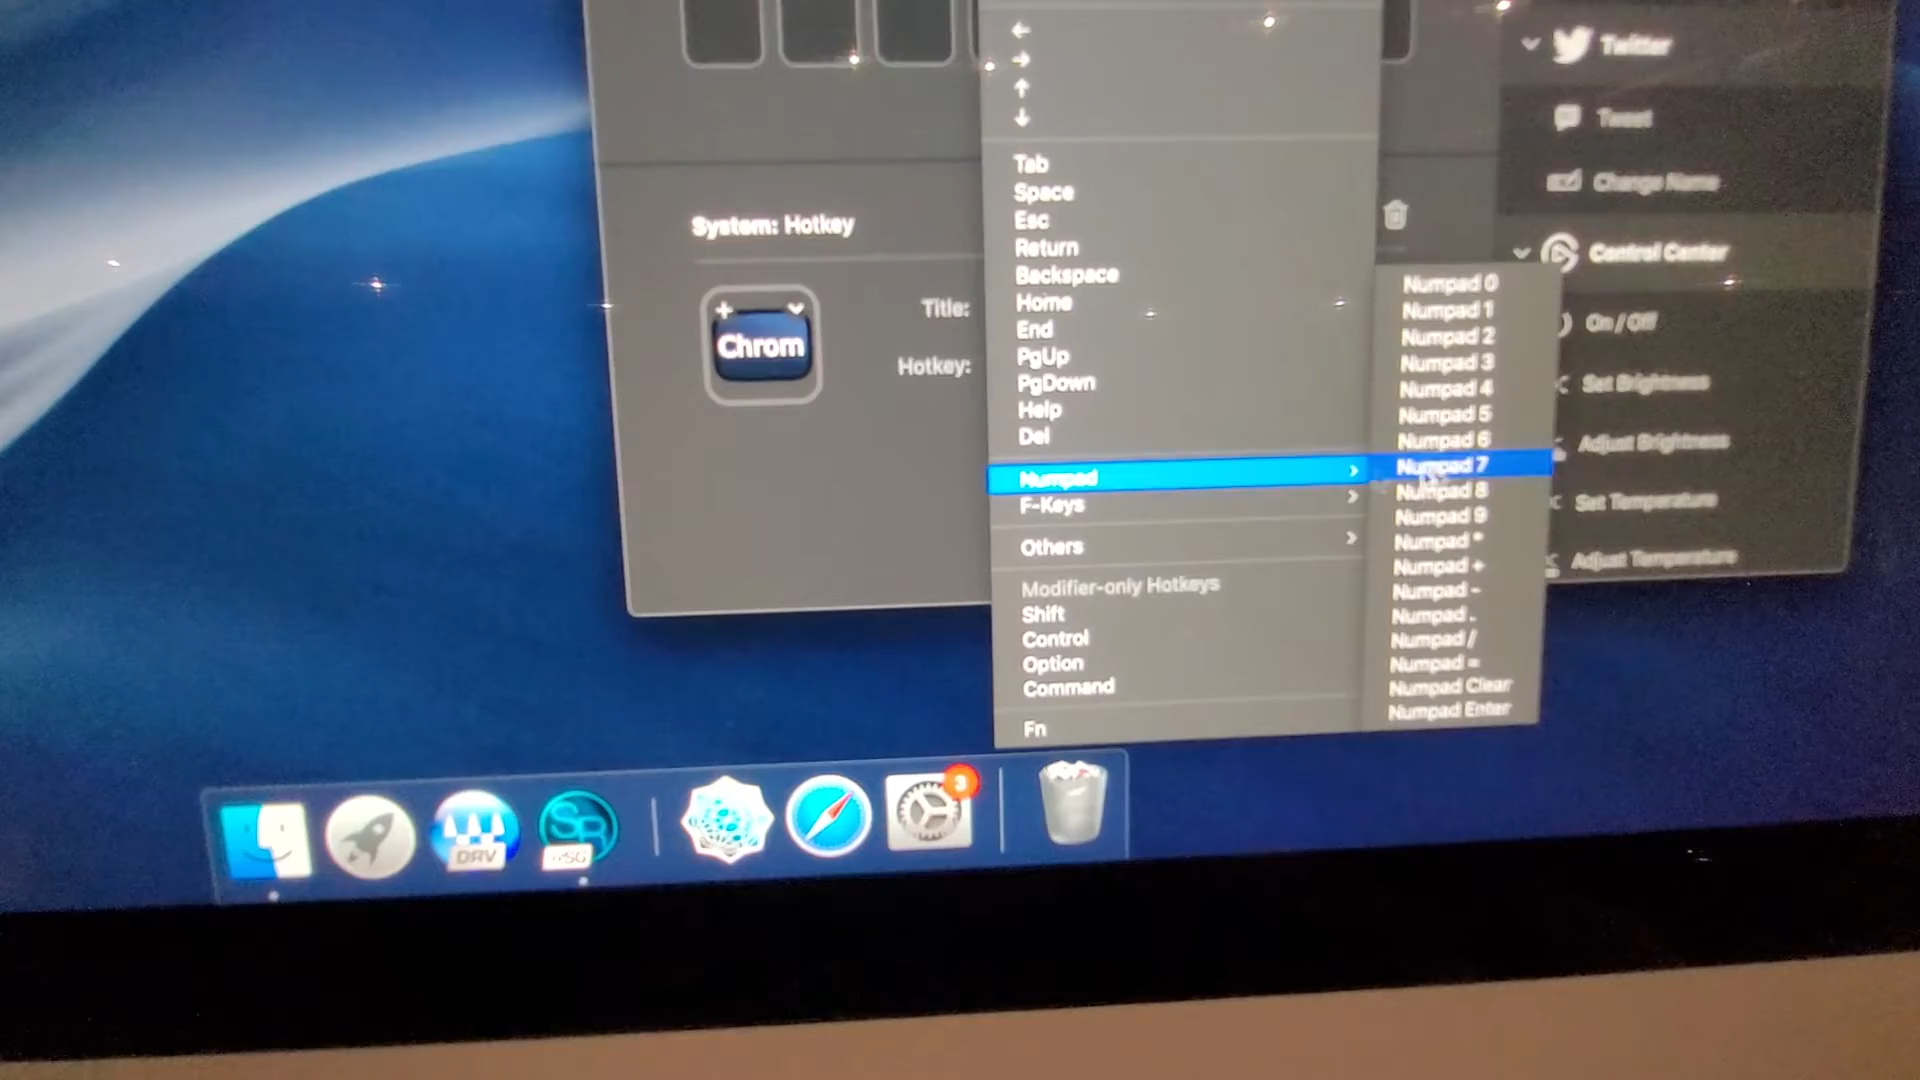 ←
→
↑
↓
Tab
Space
Esc
Return
Backspace
Home
End
PgUp
PgDown
Help
Del
Numpad
F-Keys
Others
Modifier-only Hotkeys
Shift
Control
Option
Command
Fn
System: Hotkey
Chrom
Title:
Hotkey:
Numpad 0
Numpad 1
Numpad 2
Numpad 3
Numpad 4
Numpad 5
Numpad 6
Numpad 7
Numpad 8
Numpad 9
Numpad *
Numpad +
Numpad -
Numpad .
Numpad /
Numpad =
Numpad Clear
Numpad Enter
Twitter
Tweet
Change Name
Control Center
On / Off
Set Brightness
Adjust Brightness
Set Temperature
Adjust Temperature
DRV
SR
3